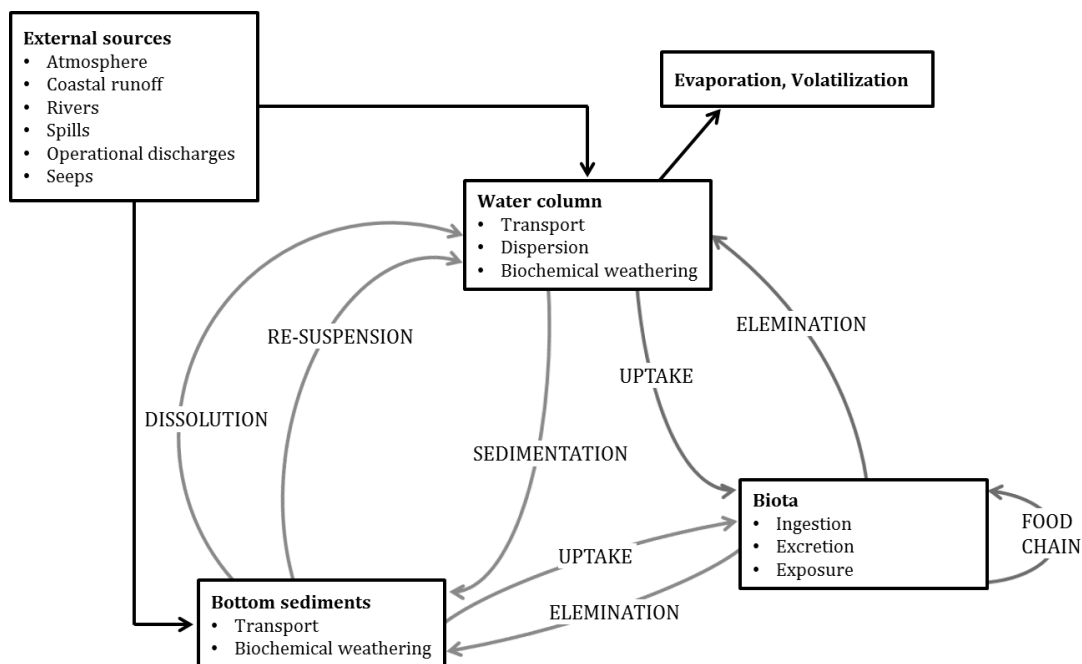 External sources
• Atmosphere
• Coastal runoff
• Rivers
• Spills
• Operational discharges
• Seeps
Evaporation, Volatilization
Water column
• Transport
• Dispersion
• Biochemical weathering
RE-SUSPENSION
ELEMINATION
UPTAKE
DISSOLUTION
SEDIMENTATION
Biota
• Ingestion
• Excretion
• Exposure
FOOD
CHAIN
UPTAKE
ELEMINATION
Bottom sediments
• Transport
• Biochemical weathering